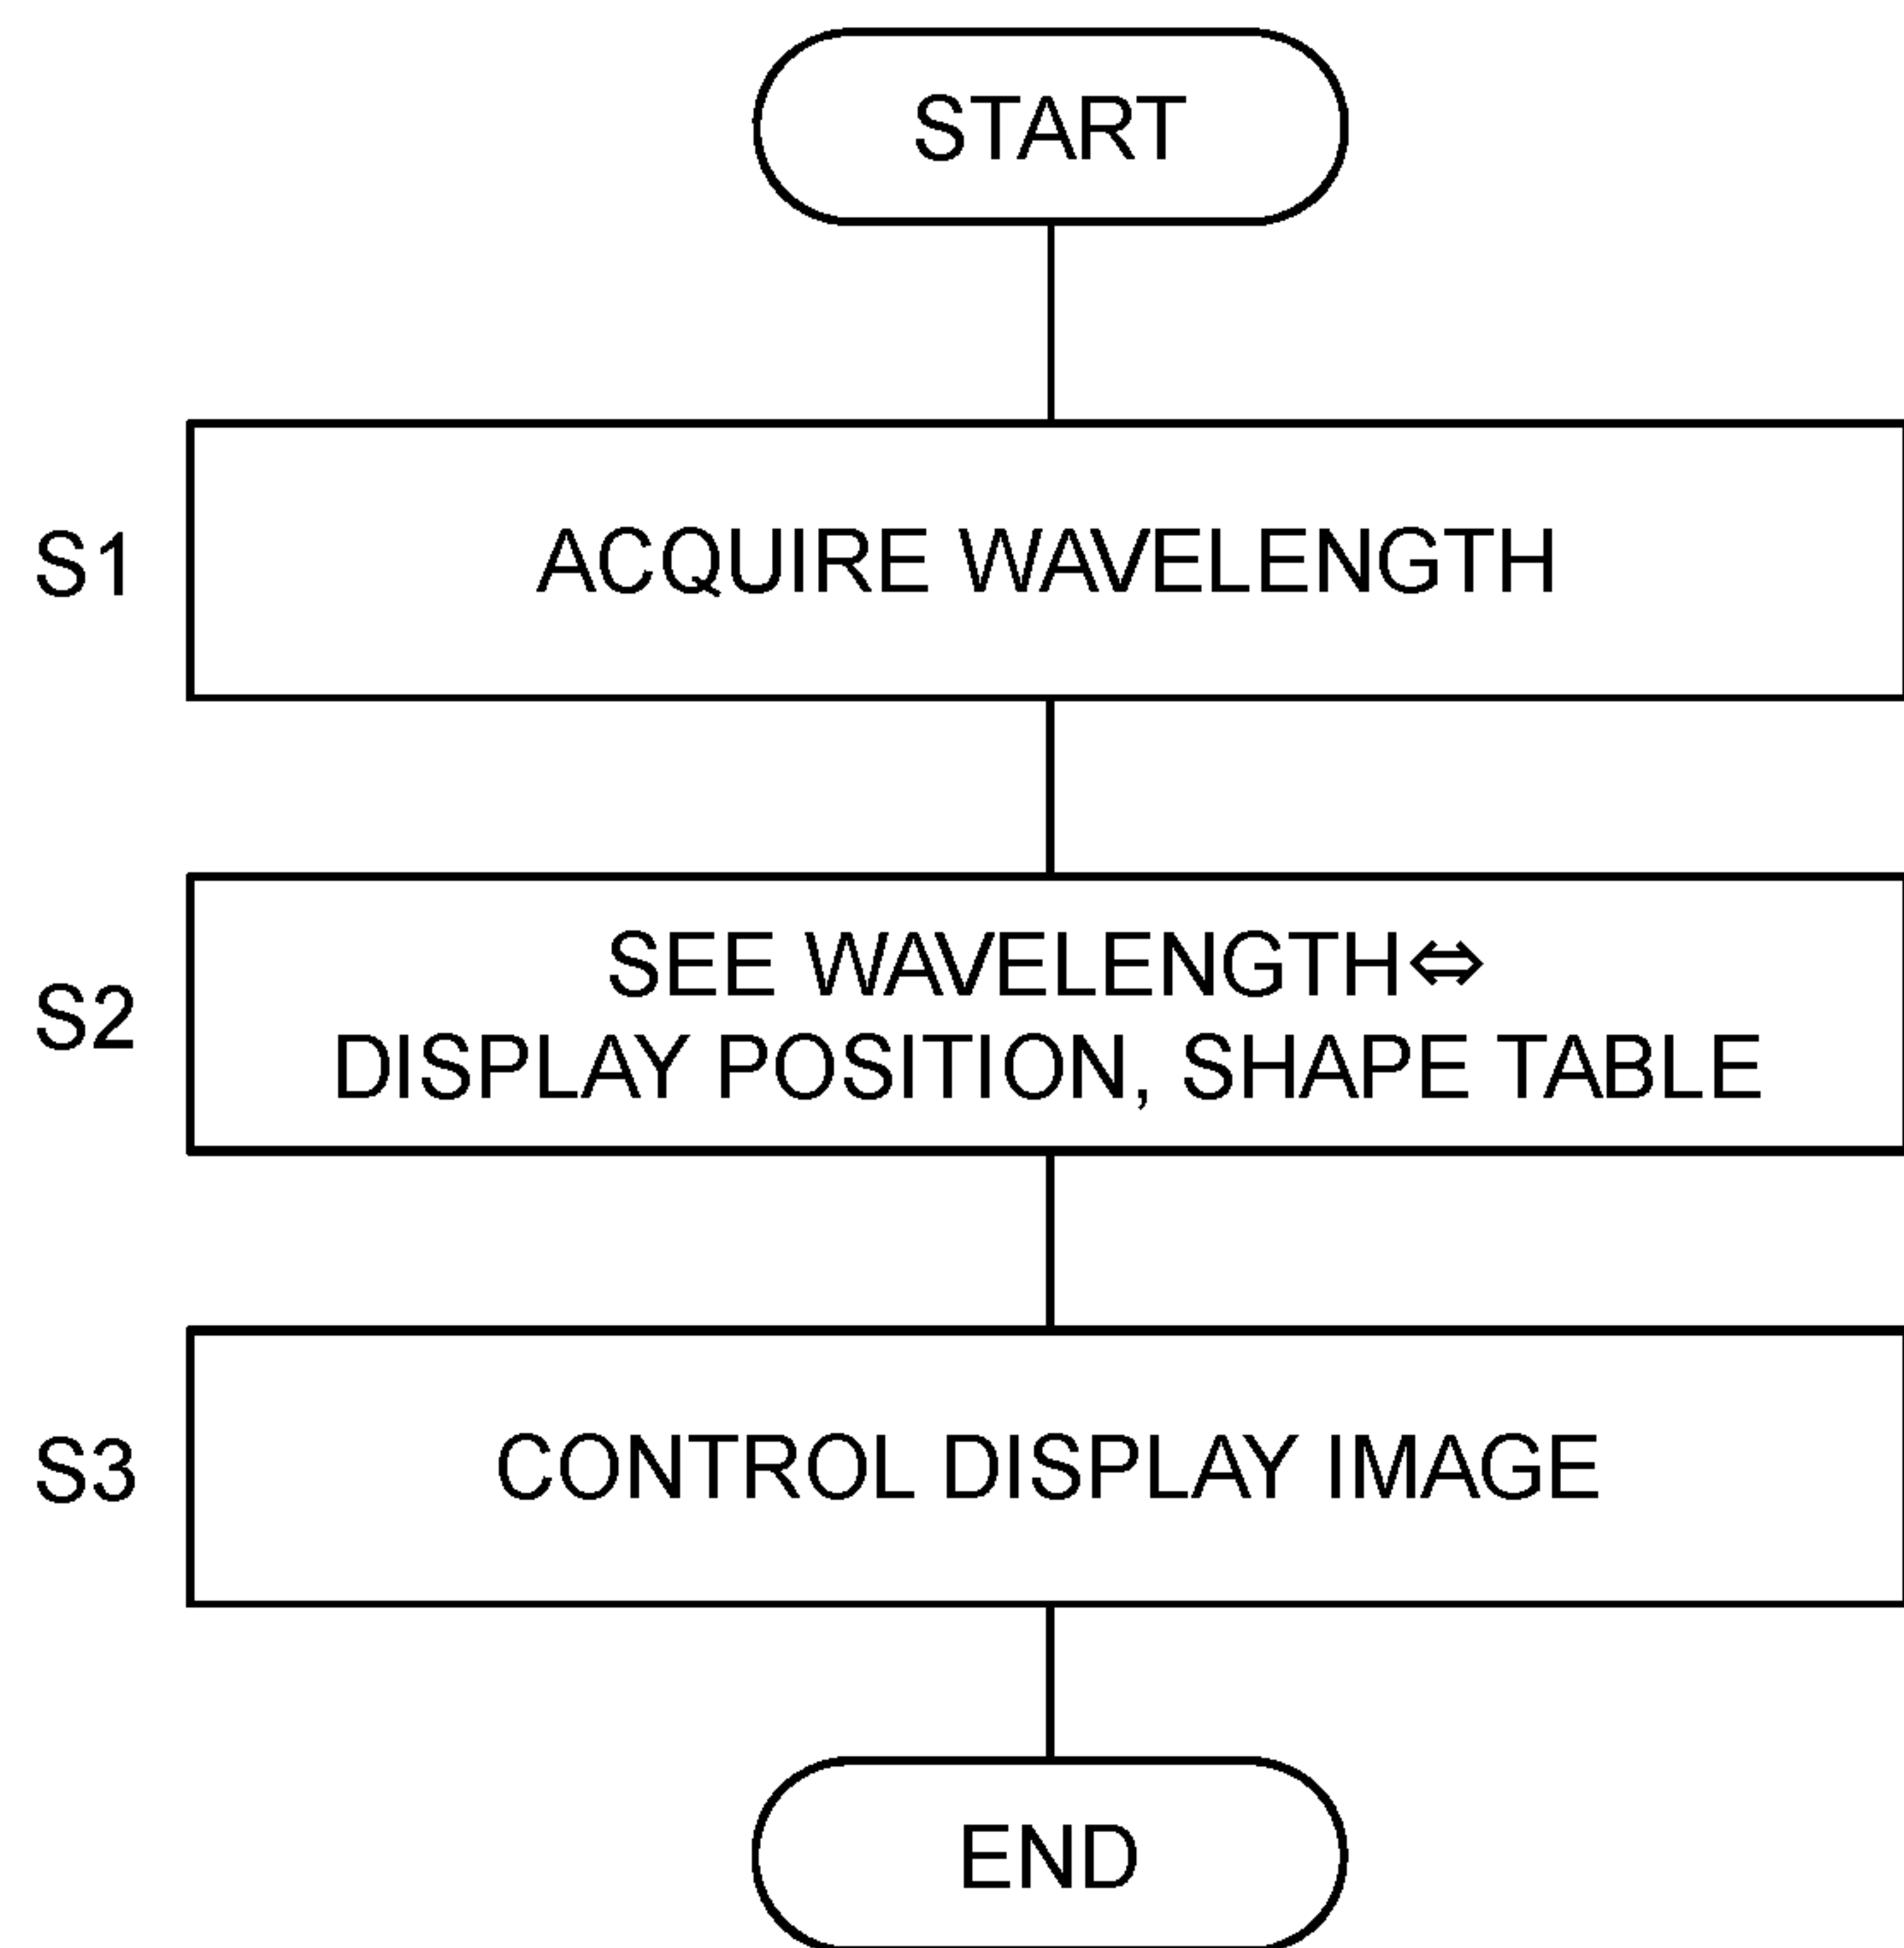 START
S1
ACQUIRE WAVELENGTH
S2
SEE WAVELENGTH⇔
DISPLAY POSITION, SHAPE TABLE
S3
CONTROL DISPLAY IMAGE
END